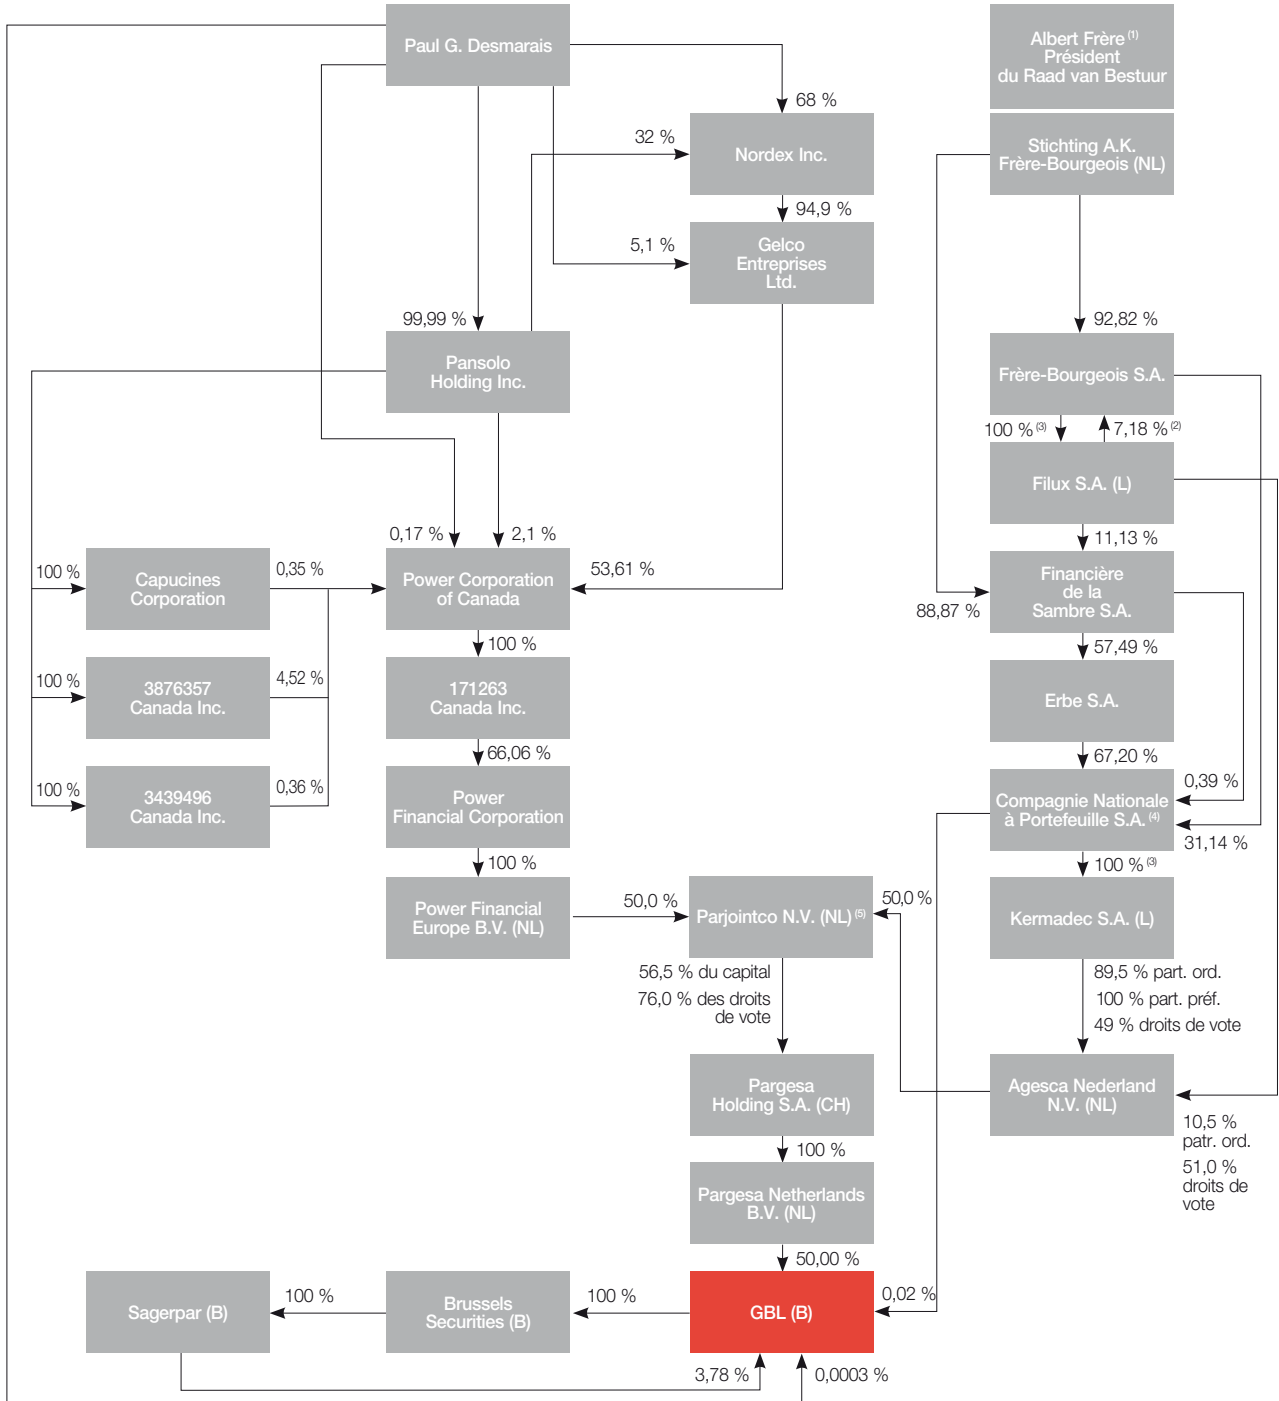 Paul G. Desmarais
Albert Frère (1)
Président
du Raad van Bestuur
68 %
32 %
Nordex Inc.
Stichting A.K.
Frère-Bourgeois (NL)
94,9 %
5,1 %
Gelco
Entreprises
Ltd.
99,99 %
92,82 %
Pansolo
Holding Inc.
Frère-Bourgeois S.A.
100 % (3)
7,18 % (2)
Filux S.A. (L)
0,17 %
2,1 %
11,13 %
100 %
Capucines
Corporation
0,35 %
Power Corporation
of Canada
53,61 %
Financière
de la
Sambre S.A.
88,87 %
100 %
57,49 %
100 %
3876357
Canada Inc.
4,52 %
171263
Canada Inc.
Erbe S.A.
66,06 %
67,20 %
100 %
3439496
Canada Inc.
0,36 %
Power
Financial Corporation
Compagnie Nationale
à Portefeuille S.A. (4)
0,39 %
31,14 %
100 %
100 % (3)
Power Financial
Europe B.V. (NL)
50,0 %
Parjointco N.V. (NL) (5)
50,0 %
Kermadec S.A. (L)
56,5 % du capital
76,0 % des droits
de vote
89,5 % part. ord.
100 % part. préf.
49 % droits de vote
Pargesa
Holding S.A. (CH)
Agesca Nederland
N.V. (NL)
10,5 %
patr. ord.
51,0 %
droits de
vote
100 %
Pargesa Netherlands
B.V. (NL)
50,00 %
Sagerpar (B)
100 %
Brussels
Securities (B)
100 %
GBL (B)
0,02 %
3,78 %
0,0003 %